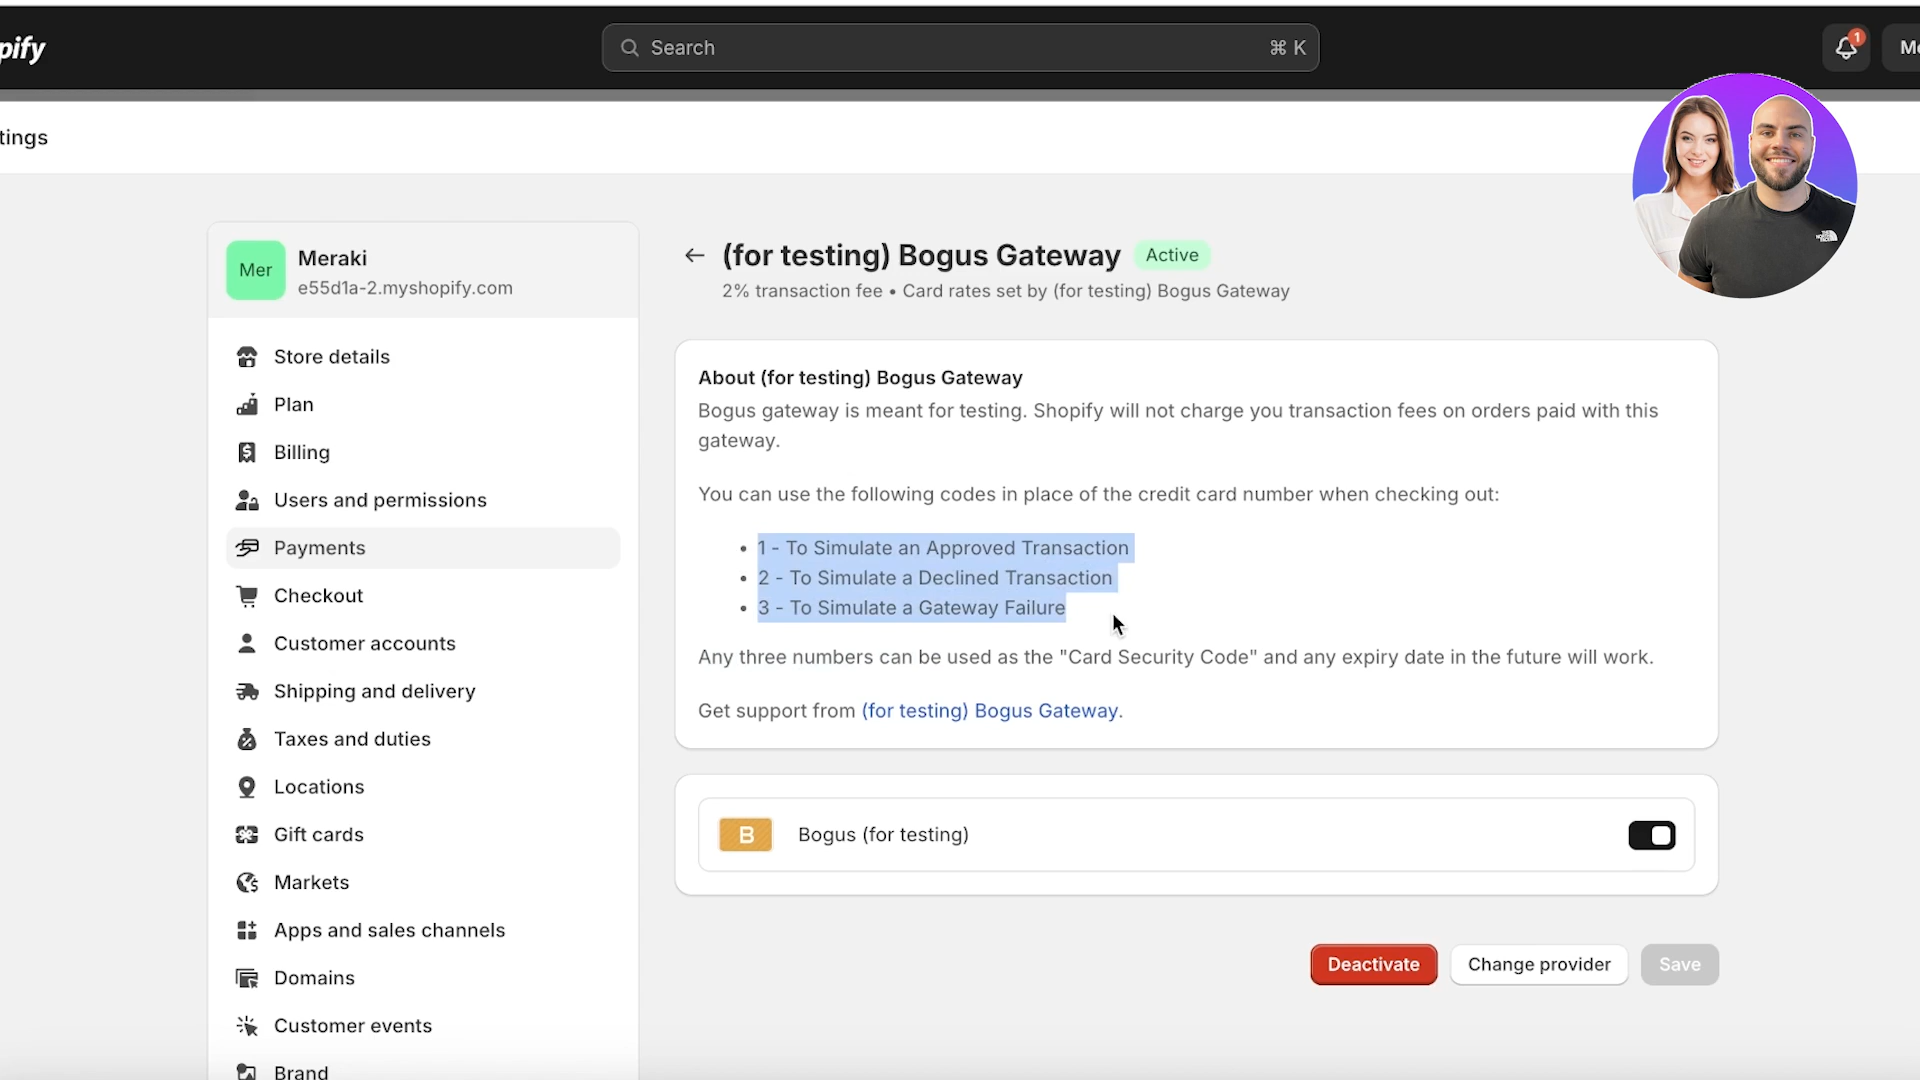 pify
Search
⌘ K
1
tings
Mer
Meraki
e55d1a-2.myshopify.com
Store details
Plan
Billing
Users and permissions
Payments
Checkout
Customer accounts
Shipping and delivery
Taxes and duties
Locations
Gift cards
Markets
Apps and sales channels
Domains
Customer events
Brand
(for testing) Bogus Gateway
Active
2% transaction fee • Card rates set by (for testing) Bogus Gateway
About (for testing) Bogus Gateway
Bogus gateway is meant for testing. Shopify will not charge you transaction fees on orders paid with this
gateway.
You can use the following codes in place of the credit card number when checking out:
• 1 - To Simulate an Approved Transaction
• 2 - To Simulate a Declined Transaction
• 3 - To Simulate a Gateway Failure
Any three numbers can be used as the "Card Security Code" and any expiry date in the future will work.
Get support from (for testing) Bogus Gateway.
B
Bogus (for testing)
Deactivate
Change provider
Save